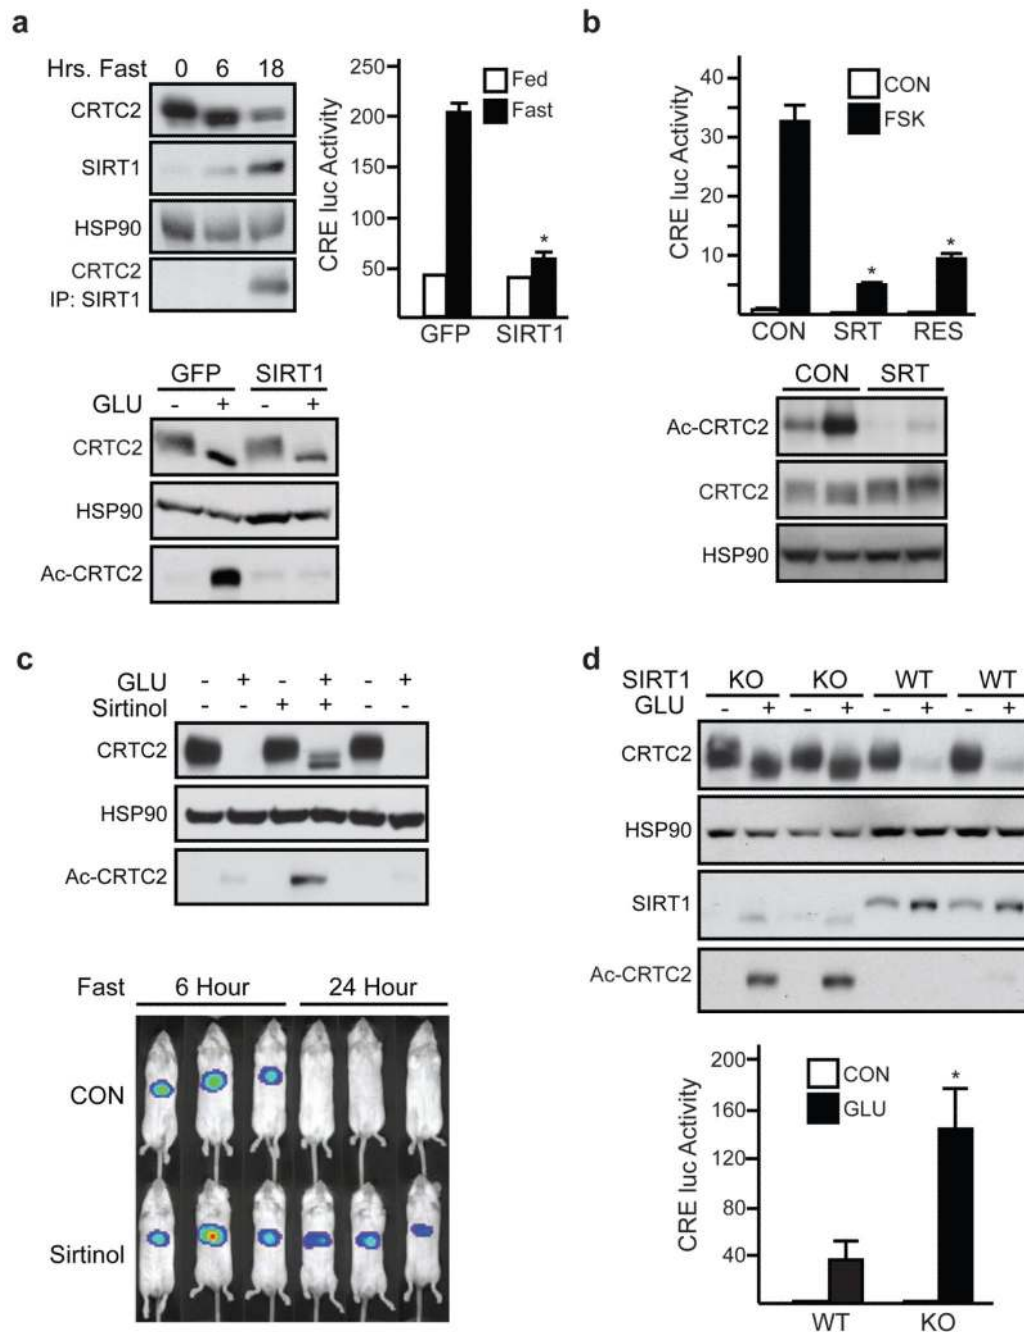 a
Hrs. Fast 0 6 18
CRTC2
SIRT1
HSP90
CRTC2
IP: SIRT1
CRE luc Activity
250
200
150
100
50
Fed
Fast
*
GFP SIRT1
GFP SIRT1
GLU - + - +
CRTC2
HSP90
Ac-CRTC2
b
CRE luc Activity
40
30
20
10
CON
FSK
* *
CON SRT RES
CON SRT
Ac-CRTC2
CRTC2
HSP90
c
GLU - + - + - +
Sirtinol - - + + - -
CRTC2
HSP90
Ac-CRTC2
Fast 6 Hour 24 Hour
CON
Sirtinol
d
SIRT1 KO KO WT WT
GLU - + - + - + - +
CRTC2
HSP90
SIRT1
Ac-CRTC2
CRE luc Activity
200
160
120
80
40
CON
GLU
*
WT KO